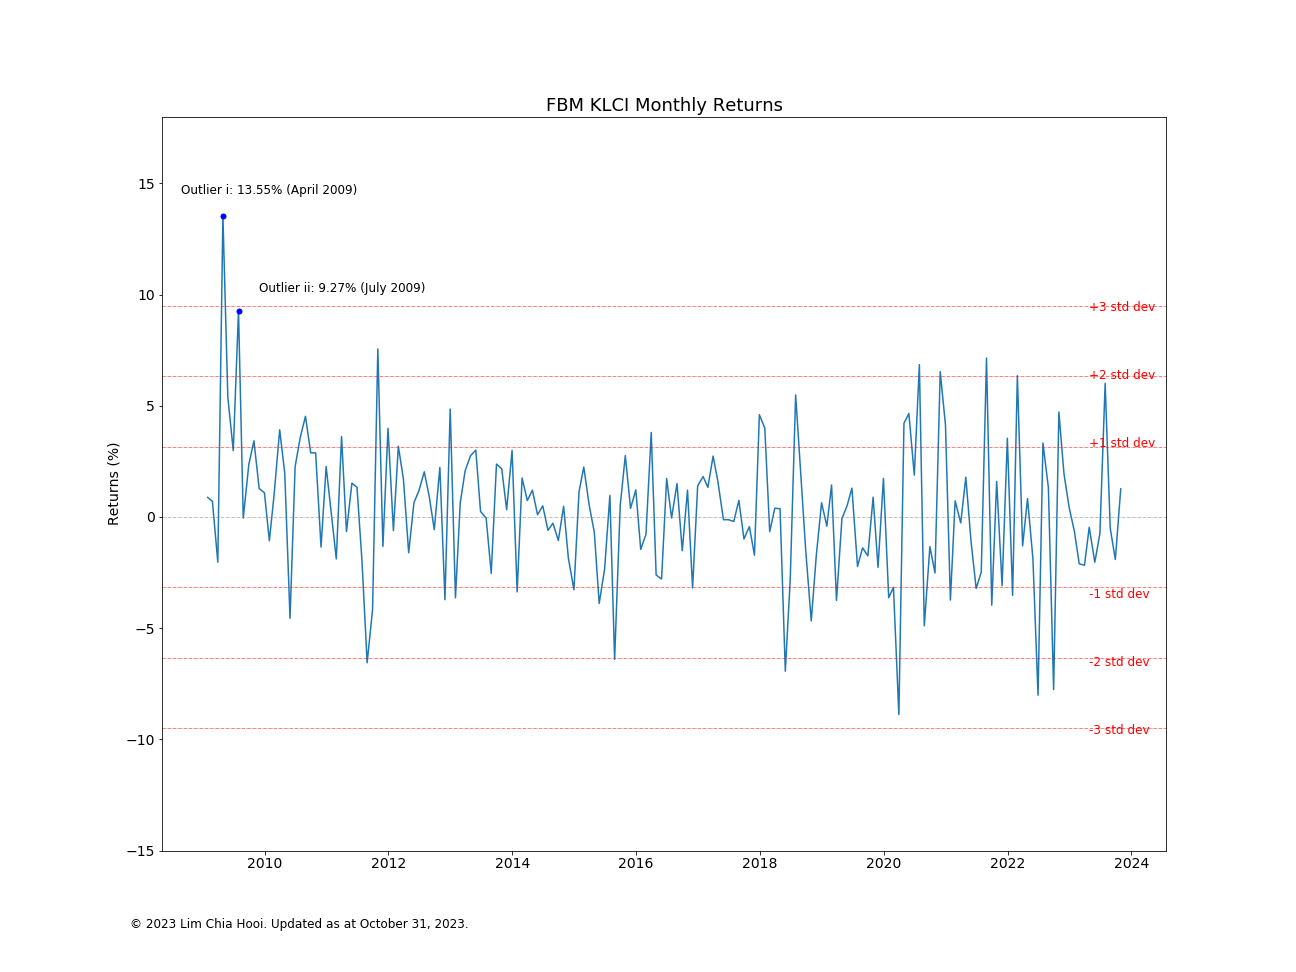 FBM KLCI Monthly Returns
15
Outlier i: 13.55% (April 2009)
Outlier ii: 9.27% (July 2009)
10
+3 std dev
+2 std dev
5
+1 std dev
Returns (%)
0
-1 std dev
−5
-2 std dev
-3 std dev
−10
−15
2010 2012 2014 2016 2018 2020 2022 2024
© 2023 Lim Chia Hooi. Updated as at October 31, 2023.